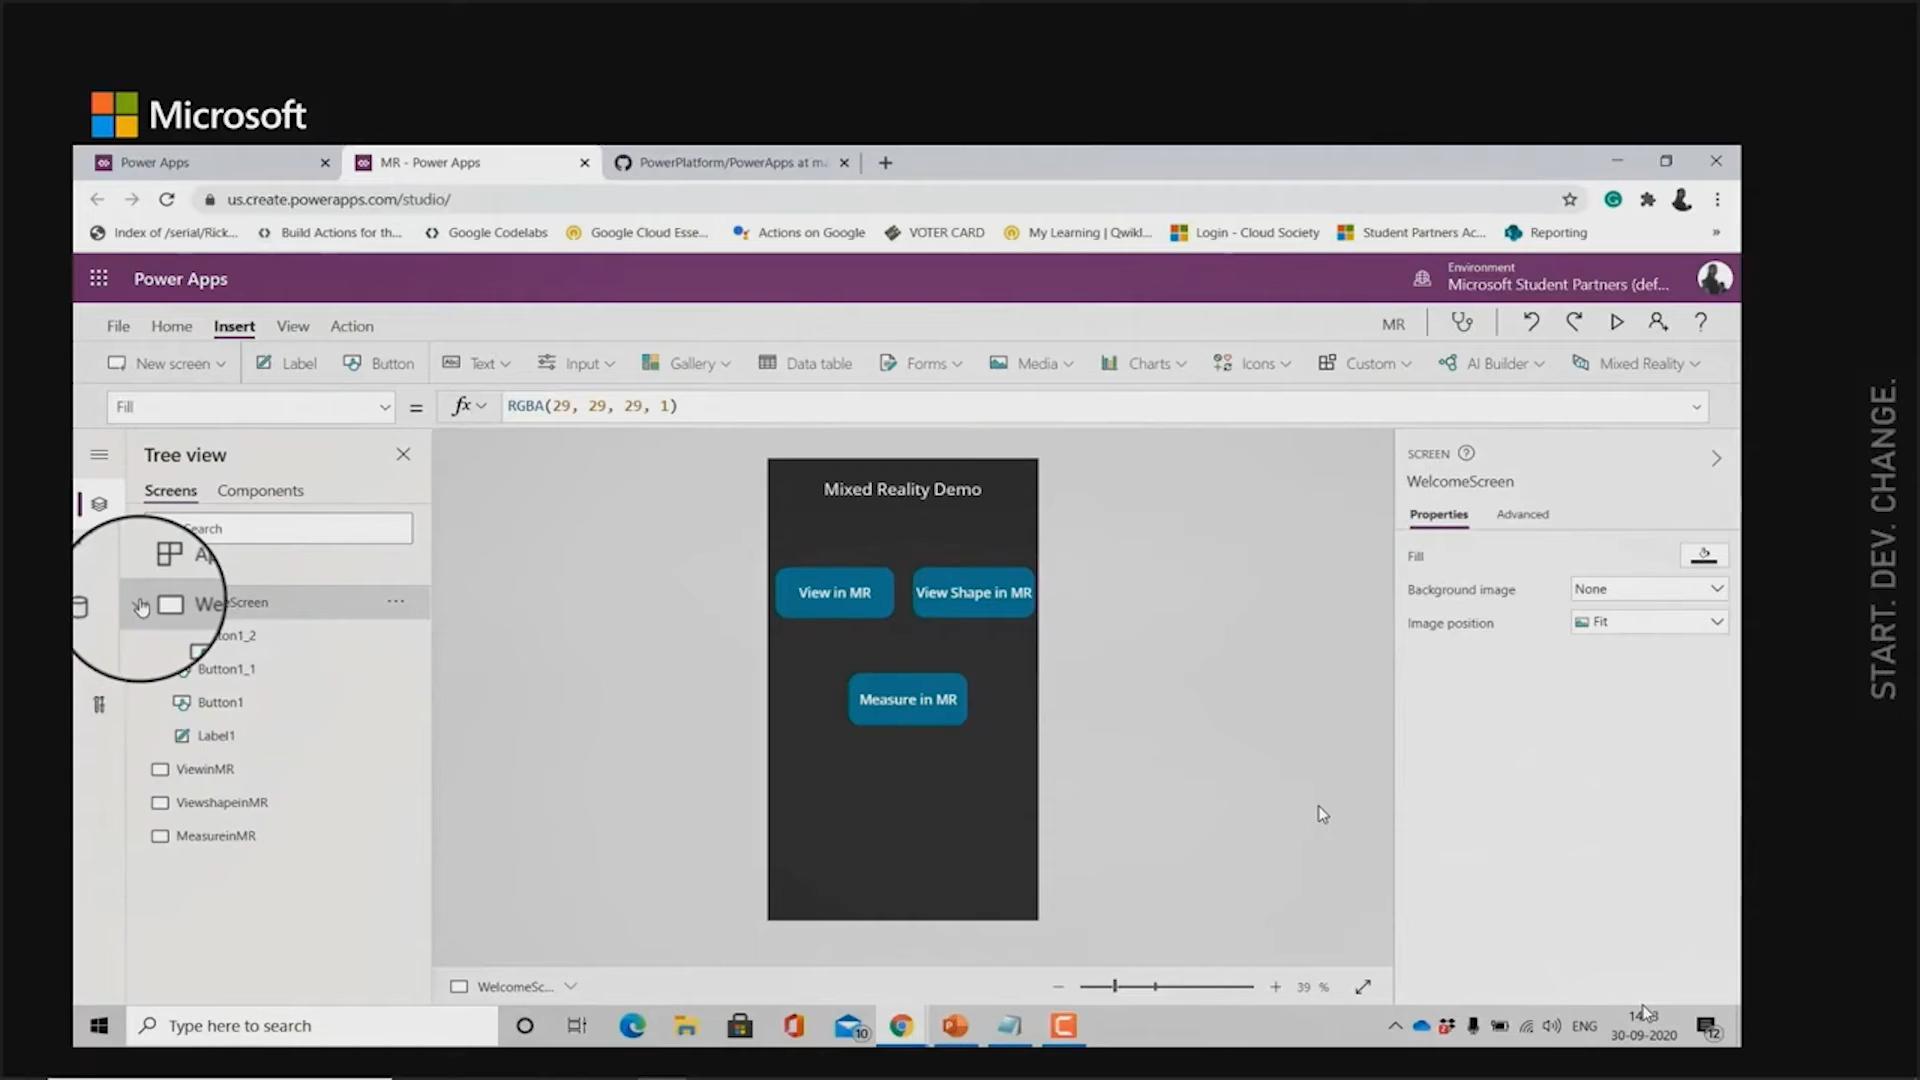 Microsoft
Power Apps
MR - Power Apps
PowerPlatform/PowerApps at ma
us.create.powerapps.com/studio/
Index of /serial/Rick...
Build Actions for th...
Google Codelabs
Google Cloud Esse...
Actions on Google
VOTER CARD
My Learning | Qwikl...
Login - Cloud Society
Student Partners Ac...
Reporting
»
Power Apps
Environment
Microsoft Student Partners (def...
File Home Insert View Action
MR
New screen
Label
Button
Text
Input
Gallery
Data table
Forms
Media
Charts
Icons
Custom
AI Builder
Mixed Reality
Fill
=
fx
RGBA(29, 29, 29, 1)
Tree view
Screens Components
Search
WelcomeScreen
Button1_1
Button1
Label1
ViewinMR
ViewshapeinMR
MeasureinMR
Mixed Reality Demo
View in MR
View Shape in MR
Measure in MR
SCREEN
WelcomeScreen
Properties Advanced
Fill
Background image None
Image position Fit
WelcomeSc...
39 %
Type here to search
10
ENG
30-09-2020
12
START. DEV. CHANGE.